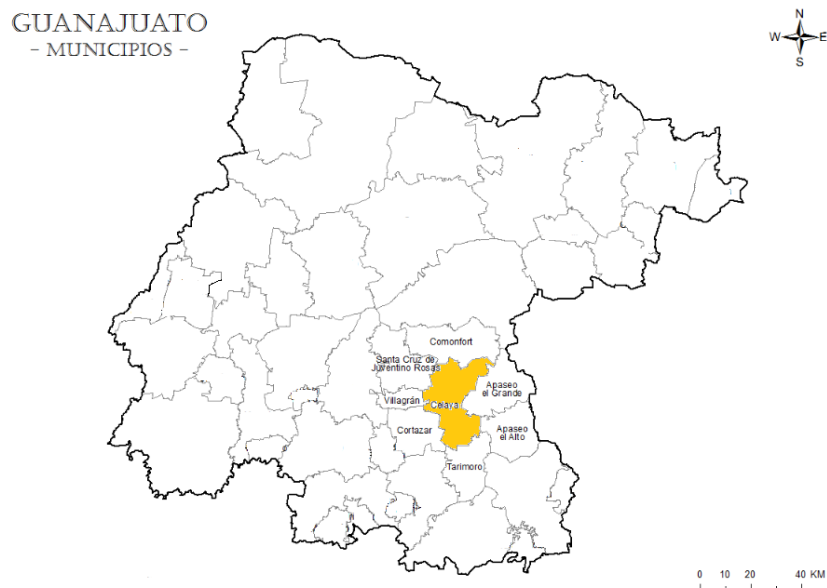 GUANAJUATO
- MUNICIPIOS -
N
W E
S
Comonfort
Santa Cruz de
Juventino Rosas
Apaseo
el Grande
Villagrán
Celaya
Cortazar
Apaseo
el Alto
Tarimoro
0 10 20 40 KM